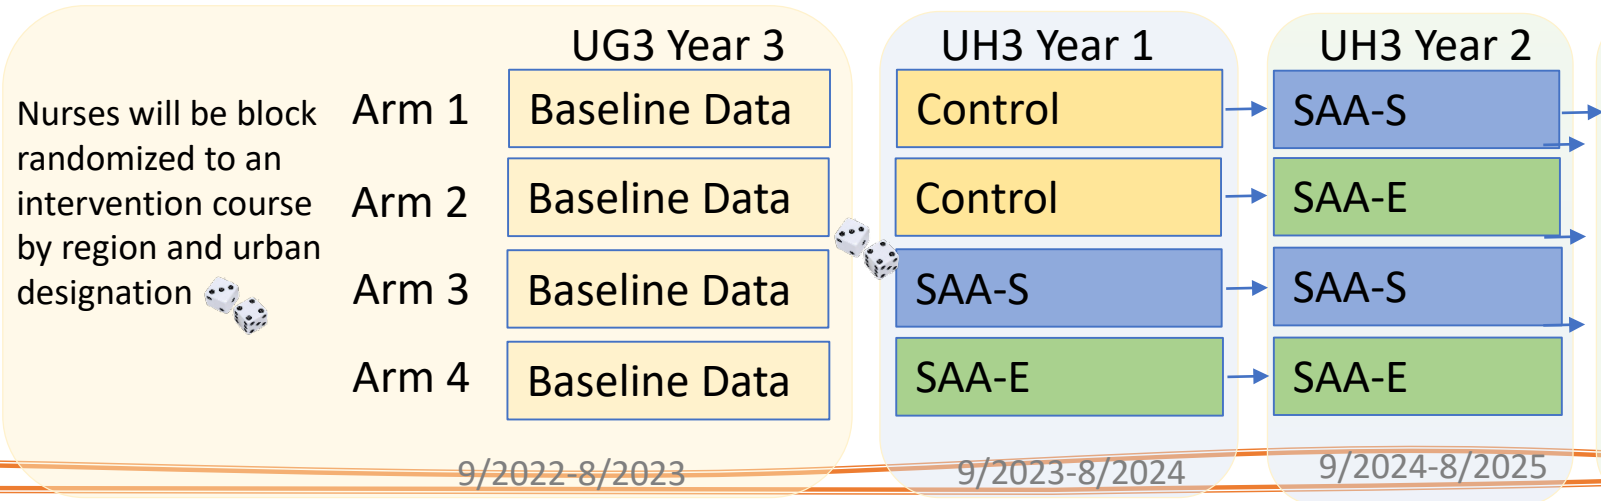 UG3 Year 3
UH3 Year 1
UH3 Year 2
Nurses will be block
randomized to an
intervention course
by region and urban
designation
Arm 1
Baseline Data
Control
SAA-S
Arm 2
Baseline Data
Control
SAA-E
Arm 3
Baseline Data
SAA-S
SAA-S
Arm 4
Baseline Data
SAA-E
SAA-E
9/2022-8/2023
9/2023-8/2024
9/2024-8/2025